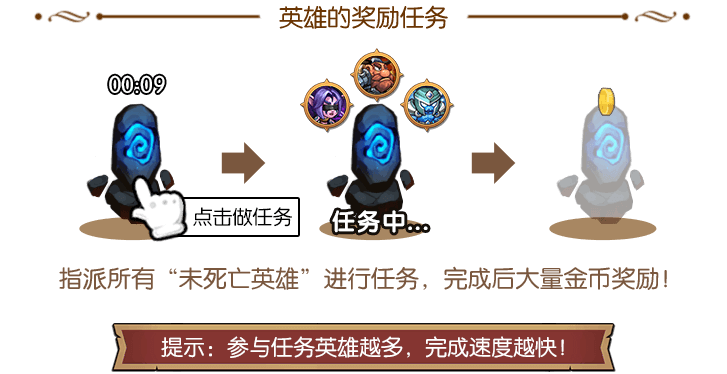 英雄的奖励任务
00:09
点击做任务
任务中...
指派所有“未死亡英雄”进行任务，完成后大量金币奖励！
提示：参与任务英雄越多，完成速度越快！